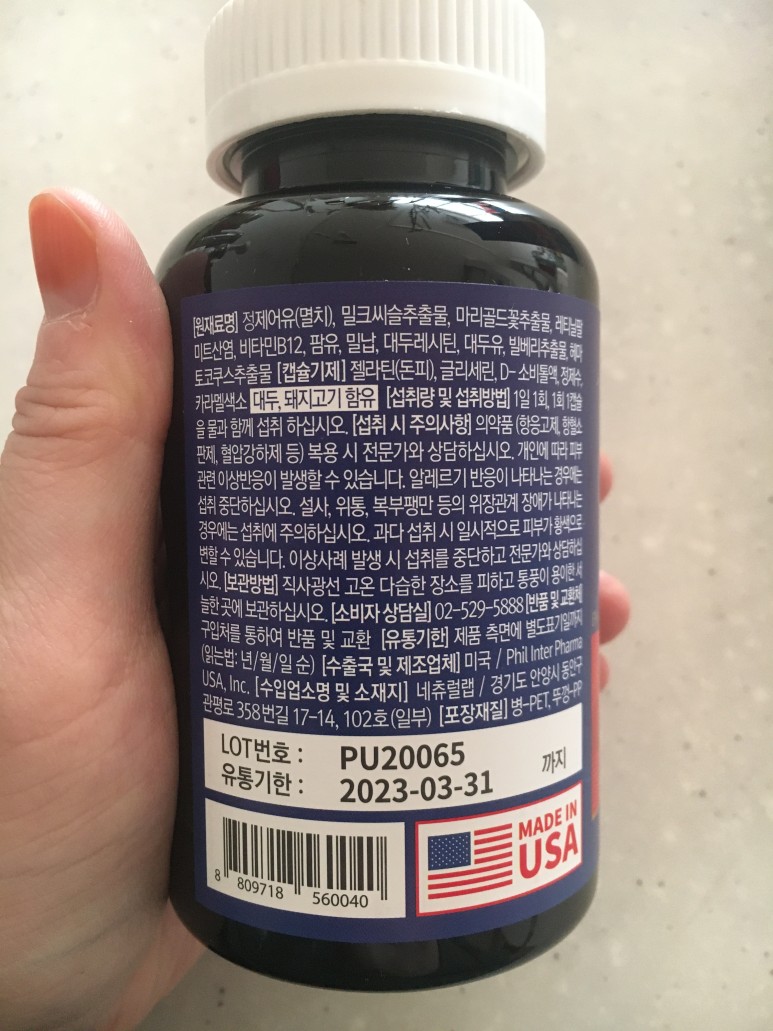 [원재료명] 정제어유(멸치), 밀크씨슬추출물, 마리골드꽃추출물, 레티닐팔
미트산염, 비타민B12, 팜유, 밀납, 대두레시틴, 대두유, 빌베리추출물, 헤마
토코쿠스추출물 [캡슐기제] 젤라틴(돈피), 글리세린, D-소비톨액, 정제수,
카라멜색소 대두, 돼지고기 함유 [섭취량 및 섭취방법] 1일 1회, 1회 1캡슐
을 물과 함께 섭취 하십시오. [섭취 시 주의사항] 의약품 (항응고제, 항혈소
판제, 혈압강하제 등) 복용 시 전문가와 상담하십시오. 개인에 따라 피부
관련 이상반응이 발생할 수 있습니다. 알레르기 반응이 나타나는 경우에는
섭취 중단하십시오. 설사, 위통, 복부팽만 등의 위장관계 장애가 나타나는
경우에는 섭취에 주의하십시오. 과다 섭취 시 일시적으로 피부가 황색으로
변할 수 있습니다. 이상사례 발생 시 섭취를 중단하고 전문가와 상담하십
시오. [보관방법] 직사광선 고온 다습한 장소를 피하고 통풍이 용이한 서
늘한 곳에 보관하십시오. [소비자 상담실] 02-529-5888 [반품 및 교환처]
구입처를 통하여 반품 및 교환 [유통기한] 제품 측면에 별도표기일까지
(읽는법: 년/월/일 순) [수출국 및 제조업체] 미국 / Phil Inter Pharma
USA, Inc. [수입업소명 및 소재지] 네츄럴랩 / 경기도 안양시 동안구
관평로 358번길 17-14, 102호(일부) [포장재질] 병-PET, 뚜껑-PP
LOT번호 : PU20065
유통기한 : 2023-03-31 까지
MADE IN
USA
8 809718 560040